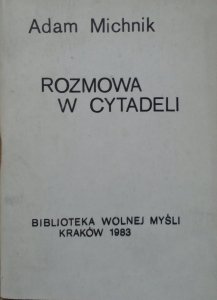 Adam Michnik
ROZMOWA
W CYTADELI
BIBLIOTEKA WOLNEJ MYŚLI
KRAKÓW 1983